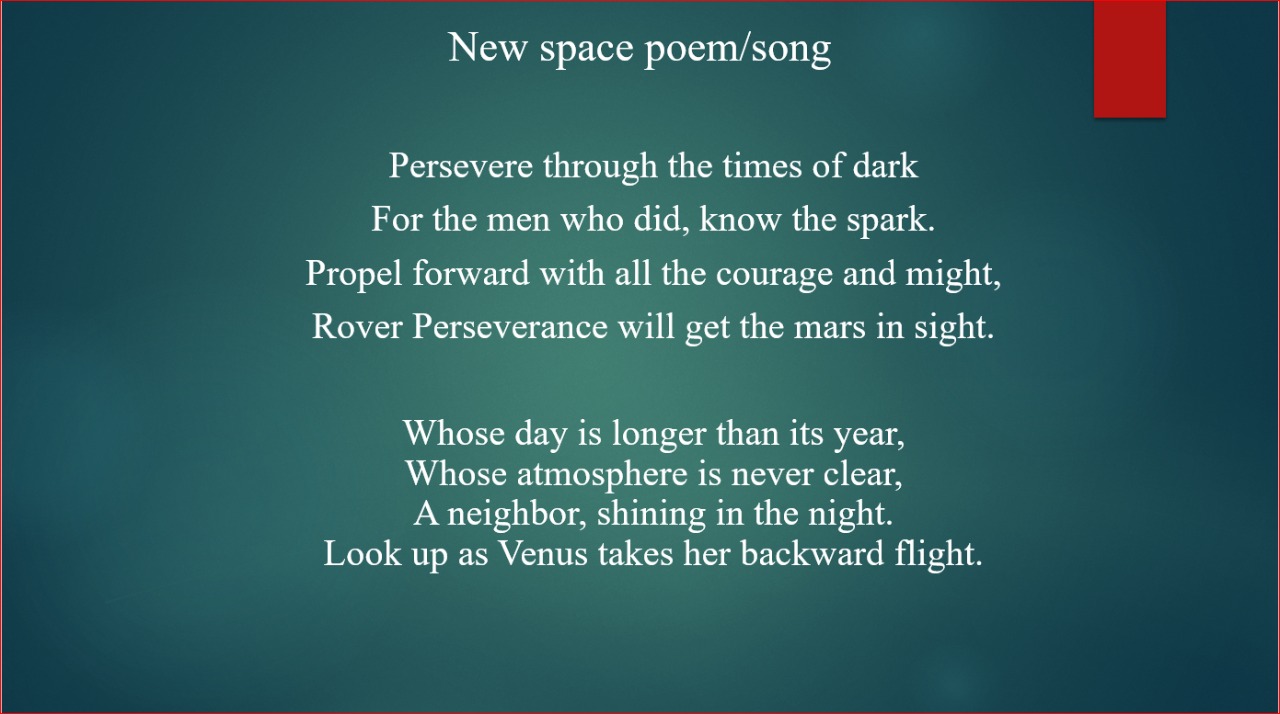 New space poem/song
Persevere through the times of dark
For the men who did, know the spark.
Propel forward with all the courage and might,
Rover Perseverance will get the mars in sight.
Whose day is longer than its year,
Whose atmosphere is never clear,
A neighbor, shining in the night.
Look up as Venus takes her backward flight.